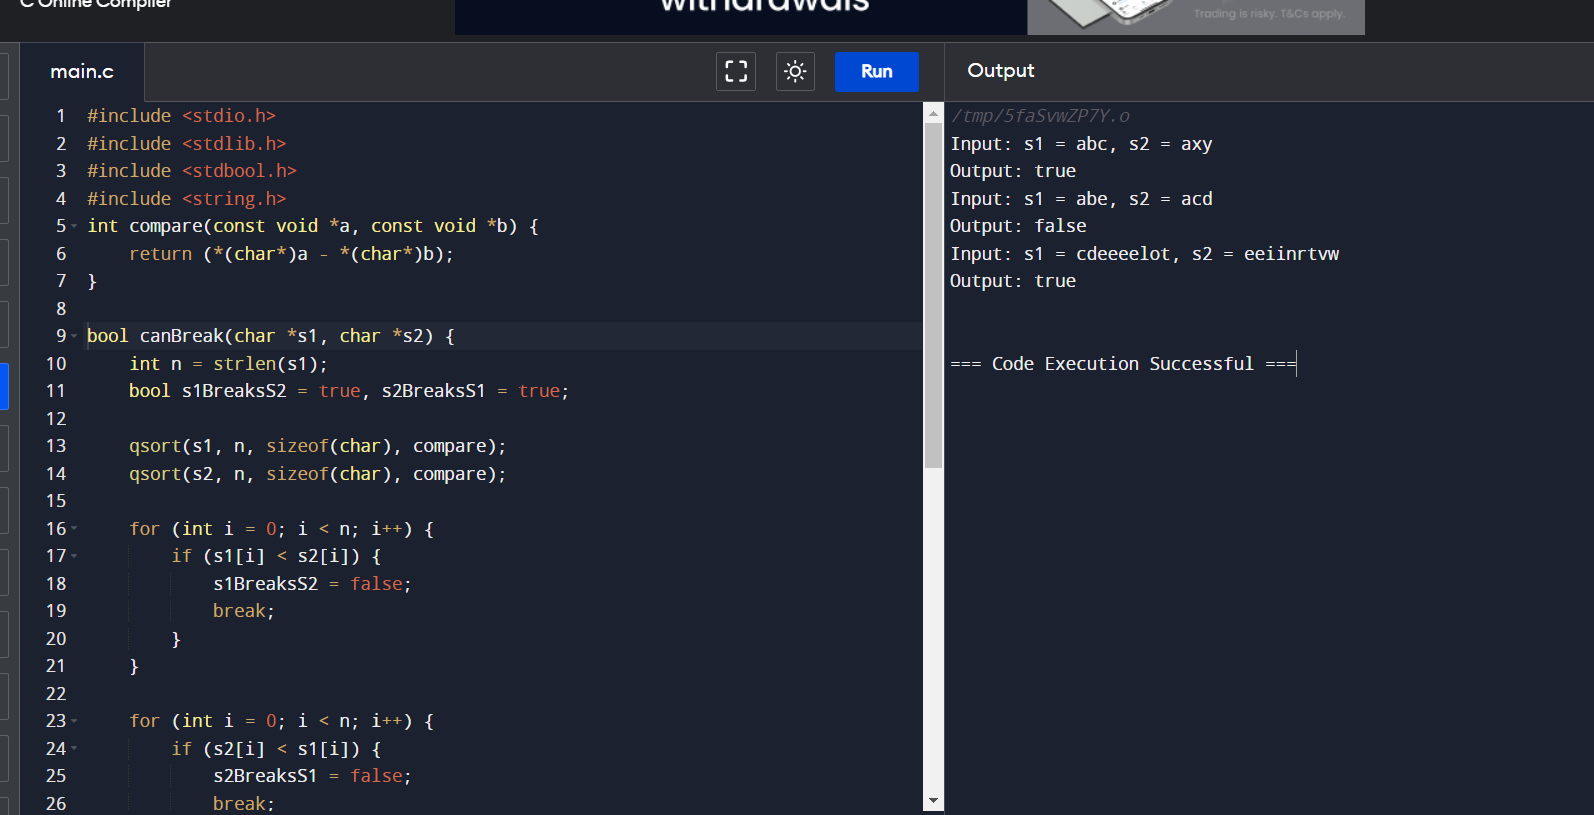 C Online Compiler
withdrawals
Trading is risky. T&Cs apply.
main.c
Run
Output
1 #include <stdio.h>
2 #include <stdlib.h>
3 #include <stdbool.h>
4 #include <string.h>
5 int compare(const void *a, const void *b) {
6     return (*(char*)a - *(char*)b);
7 }
8
9 bool canBreak(char *s1, char *s2) {
10     int n = strlen(s1);
11     bool s1BreaksS2 = true, s2BreaksS1 = true;
12
13     qsort(s1, n, sizeof(char), compare);
14     qsort(s2, n, sizeof(char), compare);
15
16     for (int i = 0; i < n; i++) {
17         if (s1[i] < s2[i]) {
18             s1BreaksS2 = false;
19             break;
20         }
21     }
22
23     for (int i = 0; i < n; i++) {
24         if (s2[i] < s1[i]) {
25             s2BreaksS1 = false;
26             break;
/tmp/5faSvwZP7Y.o
Input: s1 = abc, s2 = axy
Output: true
Input: s1 = abe, s2 = acd
Output: false
Input: s1 = cdeeeelot, s2 = eeiinrtvw
Output: true
=== Code Execution Successful ===